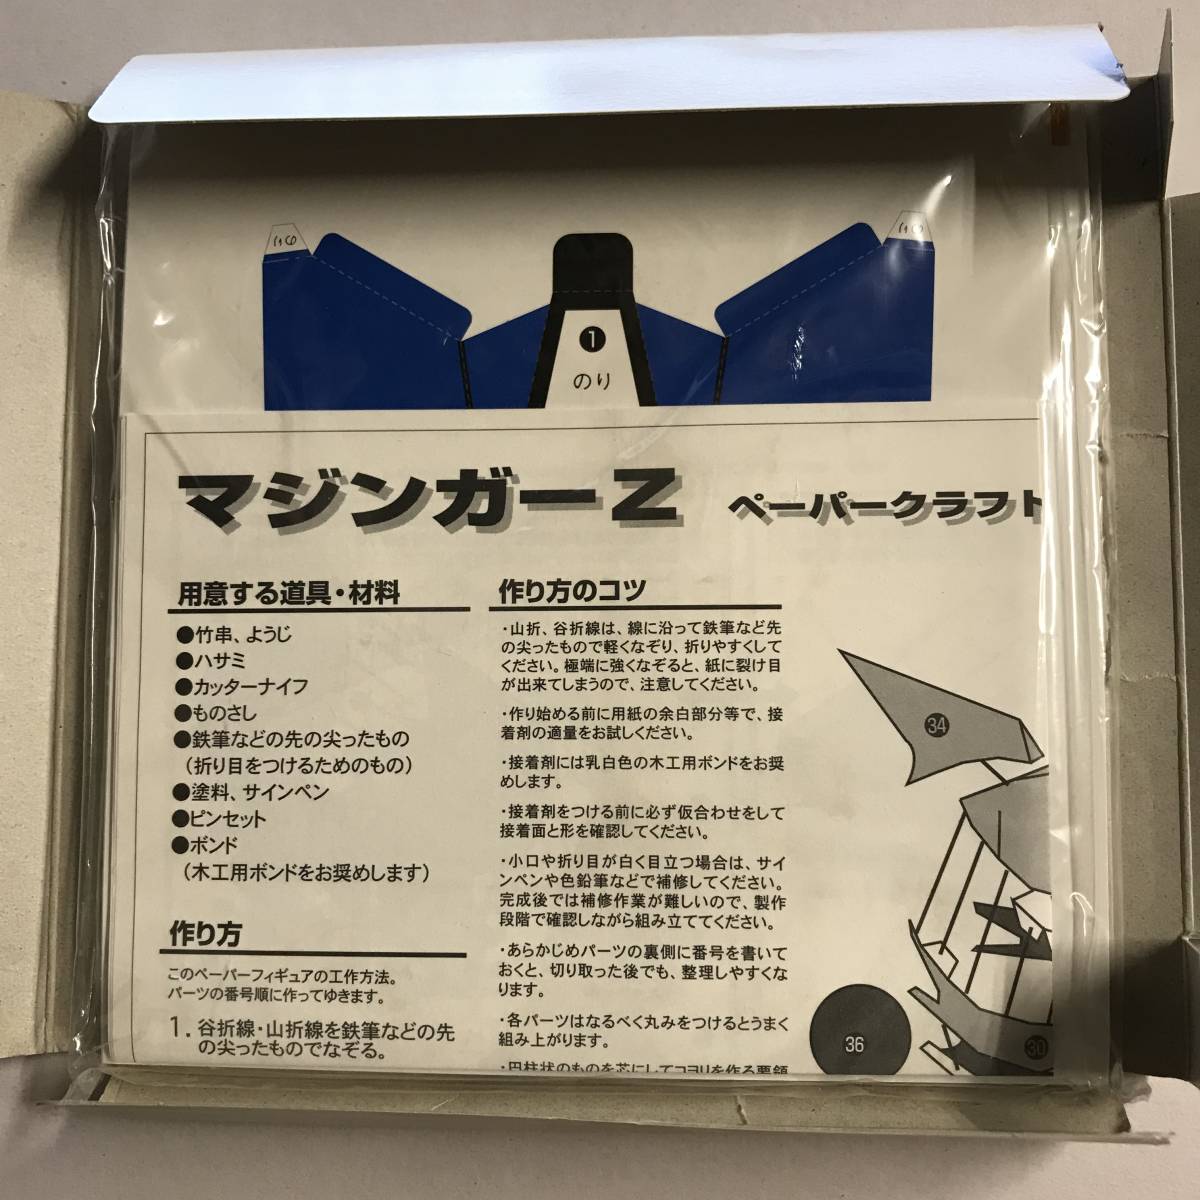 のり
のり
1
のり
マジンガーZ ペーパークラフト
用意する道具・材料
●竹串、ようじ
●ハサミ
●カッターナイフ
●ものさし
●鉄筆などの先の尖ったもの
（折り目をつけるためのもの）
●塗料、サインペン
●ピンセット
●ボンド
（木工用ボンドをお奨めします）
作り方
このペーパーフィギュアの工作方法。
パーツの番号順に作ってゆきます。
1. 谷折線・山折線を鉄筆などの先
の尖ったものでなぞる。
作り方のコツ
・山折、谷折線は、線に沿って鉄筆など先
の尖ったもので軽くなぞり、折りやすくして
ください。極端に強くなぞると、紙に裂け目
が出来てしまうので、注意してください。
・作り始める前に用紙の余白部分等で、接
着剤の適量をお試しください。
・接着剤には乳白色の木工用ボンドをお奨
めします。
・接着剤をつける前に必ず仮合わせをして
接着面と形を確認してください。
・小口や折り目が白く目立つ場合は、サイ
ンペンや色鉛筆などで補修してください。
完成後では補修作業が難しいので、製作
段階で確認しながら組み立ててください。
・あらかじめパーツの裏側に番号を書いて
おくと、切り取った後でも、整理しやすくな
ります。
・各パーツはなるべく丸みをつけるとうまく
組み上がります。
・円柱状のものを芯にしてコヨリを作る要領
34
36
30